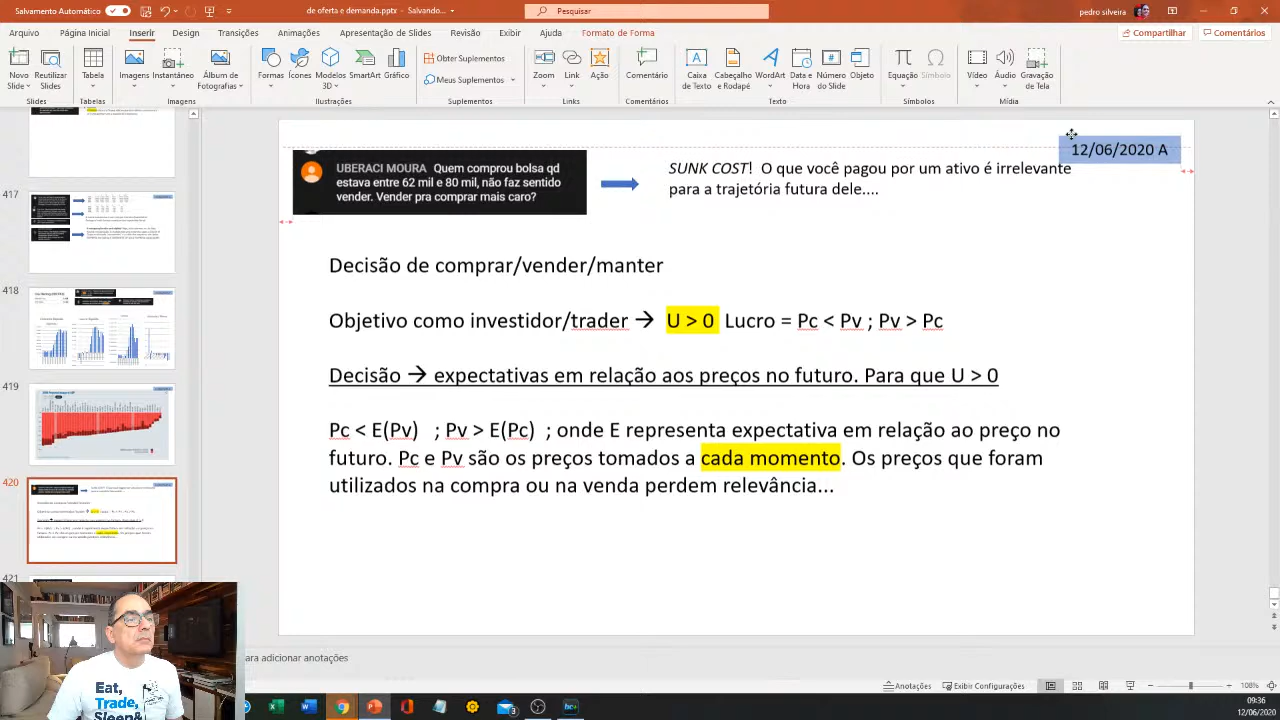 Salvamento Automático
de oferta e demanda.pptx - Salvando...
Pesquisar
pedro silveira
Arquivo Página Inicial Inserir Design Transições Animações Apresentação de Slides Revisão Exibir Ajuda Formato de Forma
Compartilhar Comentários
Novo Slide
Reutilizar Slides
Tabela
Imagens
Instantâneo
Álbum de Fotografias
Formas
Ícones
Modelos 3D
SmartArt
Gráfico
Obter Suplementos
Meus Suplementos
Zoom
Link
Ação
Comentário
Caixa de Texto
Cabeçalho e Rodapé
WordArt
Data e Hora
Número do Slide
Objeto
Equação
Símbolo
Vídeo
Áudio
Gravação de Tela
Slides Tabelas Imagens Ilustrações Suplementos Links Comentários Texto Símbolos Mídia
417
418
419
420
421
12/06/2020 A
UBERACI MOURA Quem comprou bolsa qd
estava entre 62 mil e 80 mil, não faz sentido
vender. Vender pra comprar mais caro?
SUNK COST! O que você pagou por um ativo é irrelevante
para a trajetória futura dele....
Decisão de comprar/vender/manter
Objetivo como investidor/trader → U > 0 Lucro = Pc < Pv ; Pv > Pc
Decisão → expectativas em relação aos preços no futuro. Para que U > 0
Pc < E(Pv) ; Pv > E(Pc) ; onde E representa expectativa em relação ao preço no
futuro. Pc e Pv são os preços tomados a cada momento. Os preços que foram
utilizados na compra ou na venda perdem relevância...
para adicionar anotações
Eat,
Trade,
Sleep&
Anotações Exibir Configurações
108%
09:36
12/06/2020